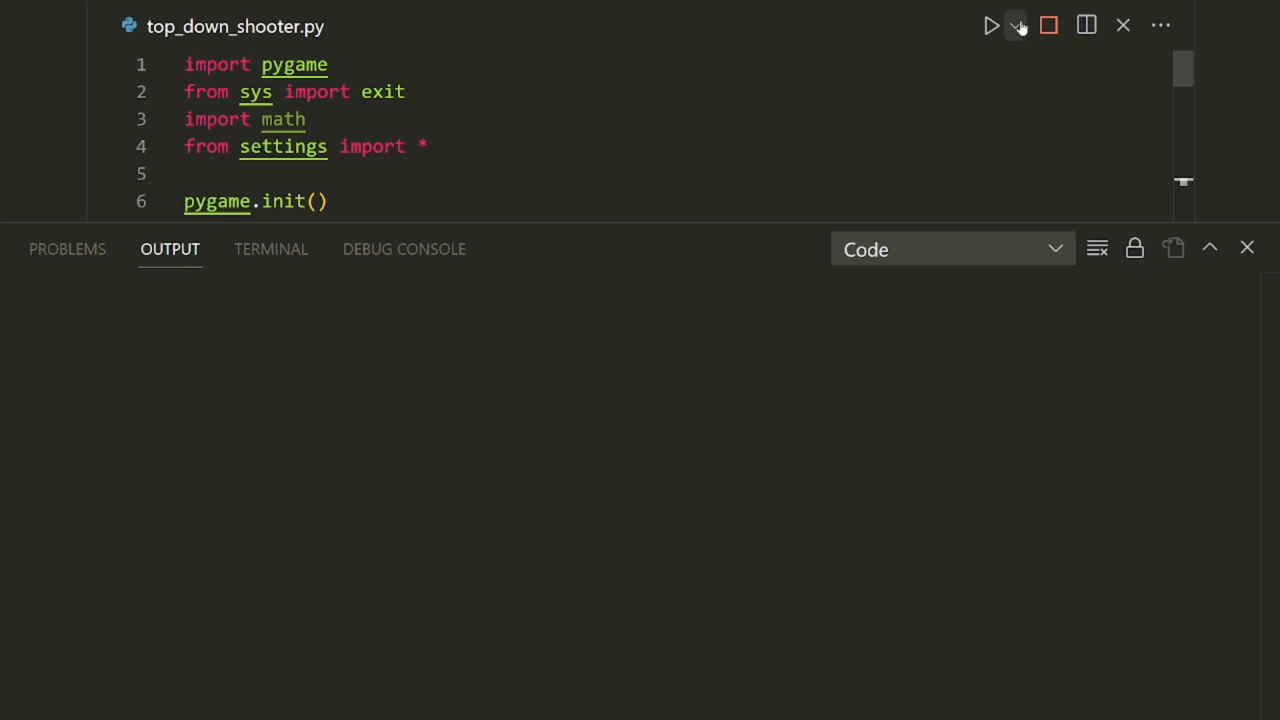 top_down_shooter.py
1 import pygame
2 from sys import exit
3 import math
4 from settings import *
5
6 pygame.init()
PROBLEMS OUTPUT TERMINAL DEBUG CONSOLE Code